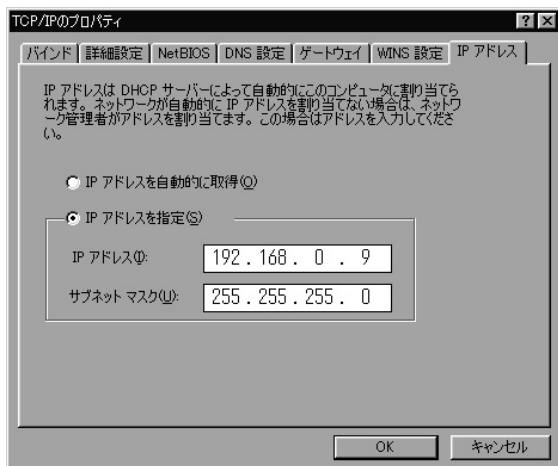 TCP/IPのプロパティ
バインド 詳細設定 NetBIOS DNS 設定 ゲートウェイ WINS 設定 IP アドレス
IP アドレスは DHCP サーバーによって自動的にこのコンピュータに割り当てら
れます。ネットワークが自動的に IP アドレスを割り当てない場合は、ネットワ
ーク管理者がアドレスを割り当てます。この場合はアドレスを入力してくださ
い。
IP アドレスを自動的に取得(O)
IP アドレスを指定(S)
IP アドレス(I): 192 . 168 . 0 . 9
サブネット マスク(U): 255 . 255 . 255 . 0
OK キャンセル